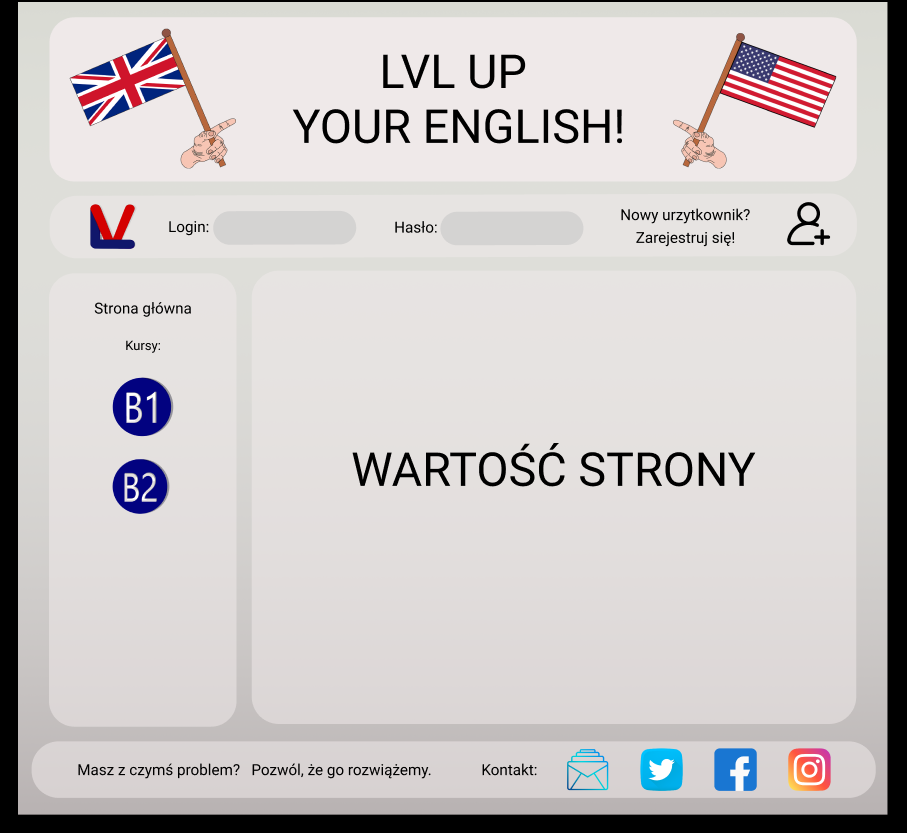 LVL UP
YOUR ENGLISH!
LV
Login:
Hasło:
Nowy urzytkownik?
Zarejestruj się!
Strona główna
Kursy:
B1
B2
WARTOŚĆ STRONY
Masz z czymś problem? Pozwól, że go rozwiążemy.
Kontakt: